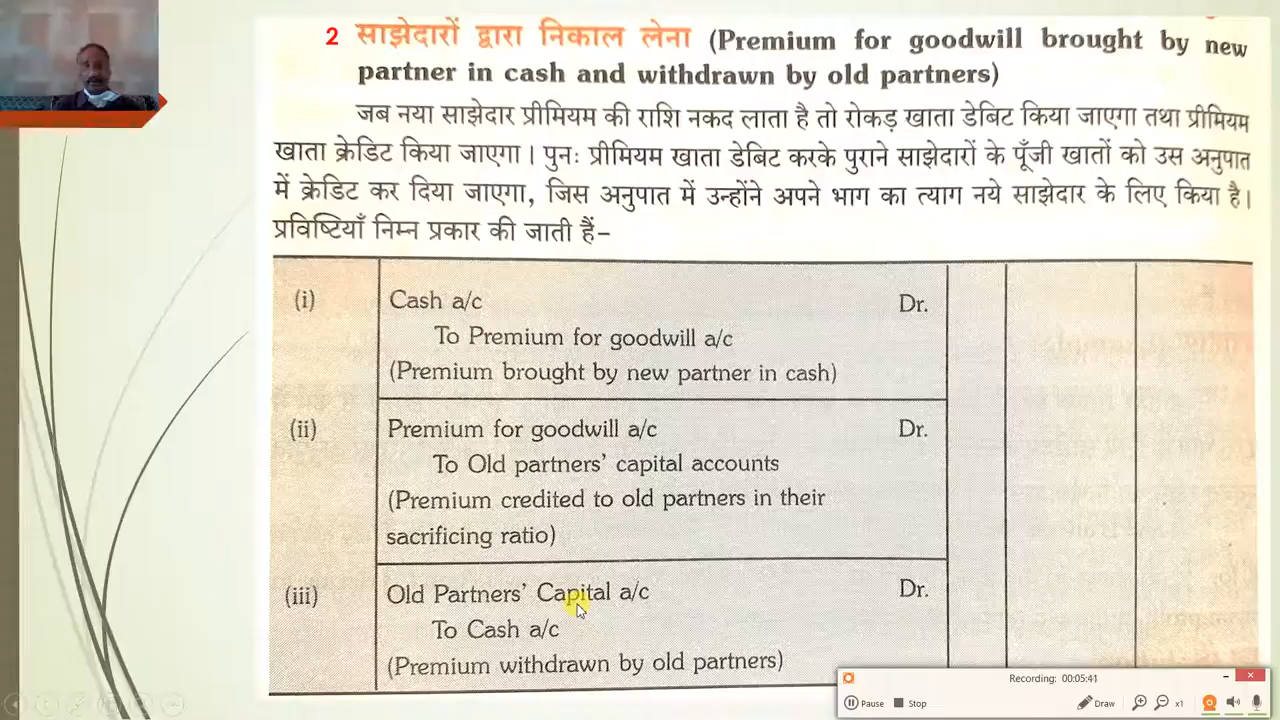 2 साझेदारों द्वारा निकाल लेना (Premium for goodwill brought by new
partner in cash and withdrawn by old partners)
जब नया साझेदार प्रीमियम की राशि नकद लाता है तो रोकड़ खाता डेबिट किया जाएगा तथा प्रीमियम
खाता क्रेडिट किया जाएगा। पुनः प्रीमियम खाता डेबिट करके पुराने साझेदारों के पूँजी खातों को उस अनुपात
में क्रेडिट कर दिया जाएगा, जिस अनुपात में उन्होंने अपने भाग का त्याग नये साझेदार के लिए किया है।
प्रविष्टियाँ निम्न प्रकार की जाती हैं–
(i) Cash a/c Dr.
To Premium for goodwill a/c
(Premium brought by new partner in cash)
(ii) Premium for goodwill a/c Dr.
To Old partners' capital accounts
(Premium credited to old partners in their
sacrificing ratio)
(iii) Old Partners' Capital a/c Dr.
To Cash a/c
(Premium withdrawn by old partners)
Recording: 00:05:41
Pause Stop Draw x1